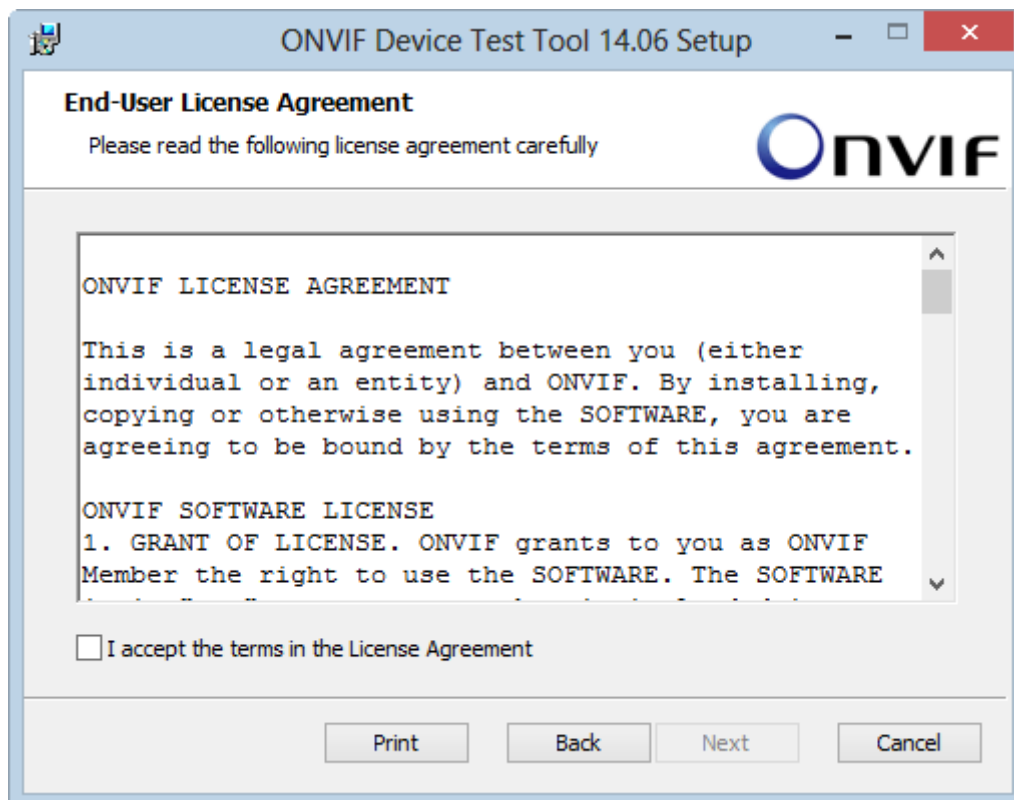 ONVIF Device Test Tool 14.06 Setup
End-User License Agreement
Please read the following license agreement carefully
ONVIF
ONVIF LICENSE AGREEMENT
This is a legal agreement between you (either
individual or an entity) and ONVIF. By installing,
copying or otherwise using the SOFTWARE, you are
agreeing to be bound by the terms of this agreement.
ONVIF SOFTWARE LICENSE
1. GRANT OF LICENSE. ONVIF grants to you as ONVIF
Member the right to use the SOFTWARE. The SOFTWARE
I accept the terms in the License Agreement
Print
Back
Next
Cancel